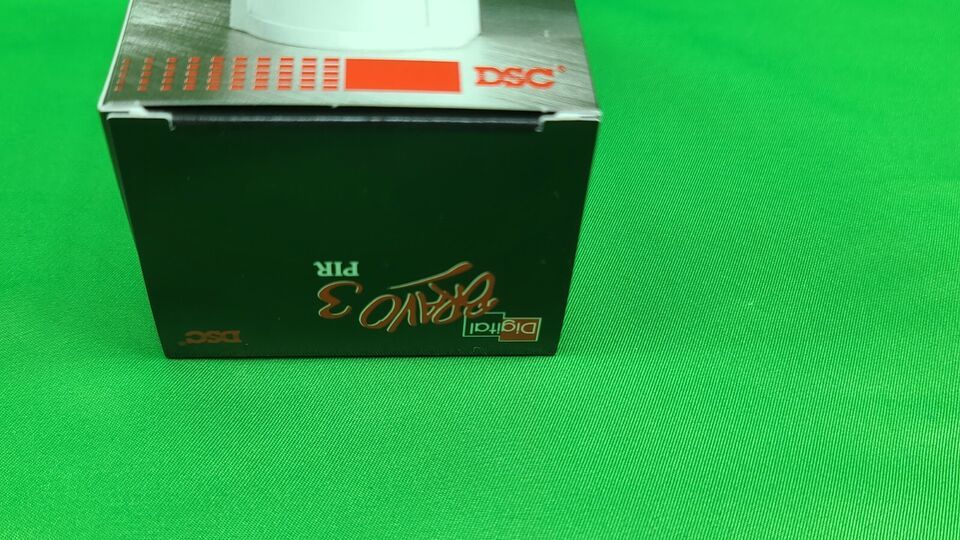 DSC
Digital
BRAVO 3
PIR
DSC